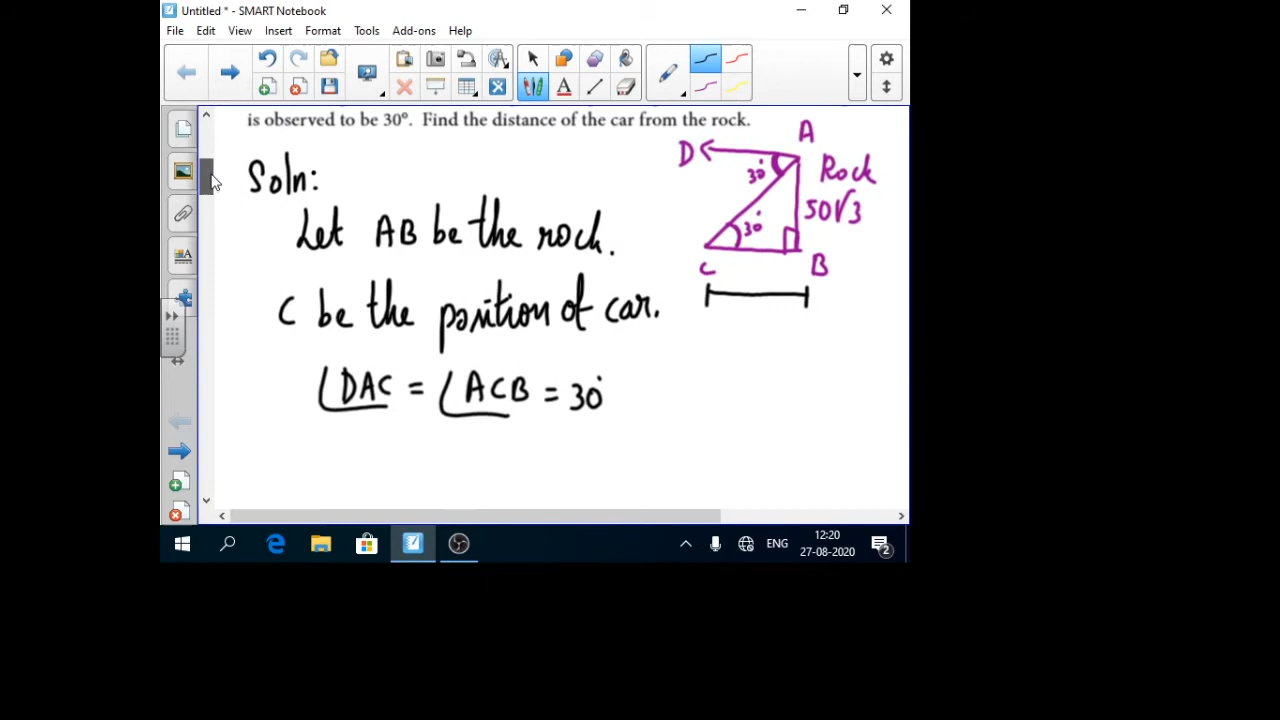 Untitled * - SMART Notebook
File Edit View Insert Format Tools Add-ons Help
is observed to be 30°. Find the distance of the car from the rock.
Soln:
Let AB be the rock.
C be the position of car.
∠DAC = ∠ACB = 30°
A
D
30°
Rock
50√3
30°
C
B
ENG
12:20
27-08-2020
2